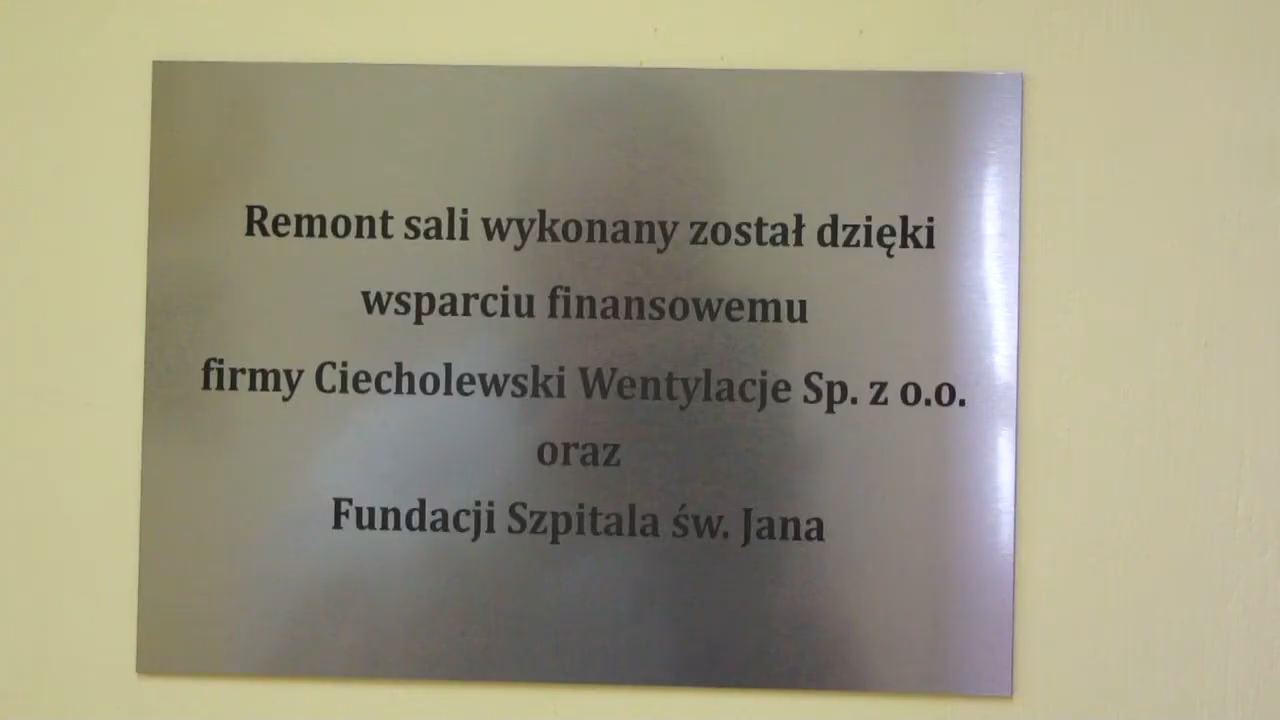 Remont sali wykonany został dzięki
wsparciu finansowemu
firmy Ciecholewski Wentylacje Sp. z o.o.
oraz
Fundacji Szpitala św. Jana